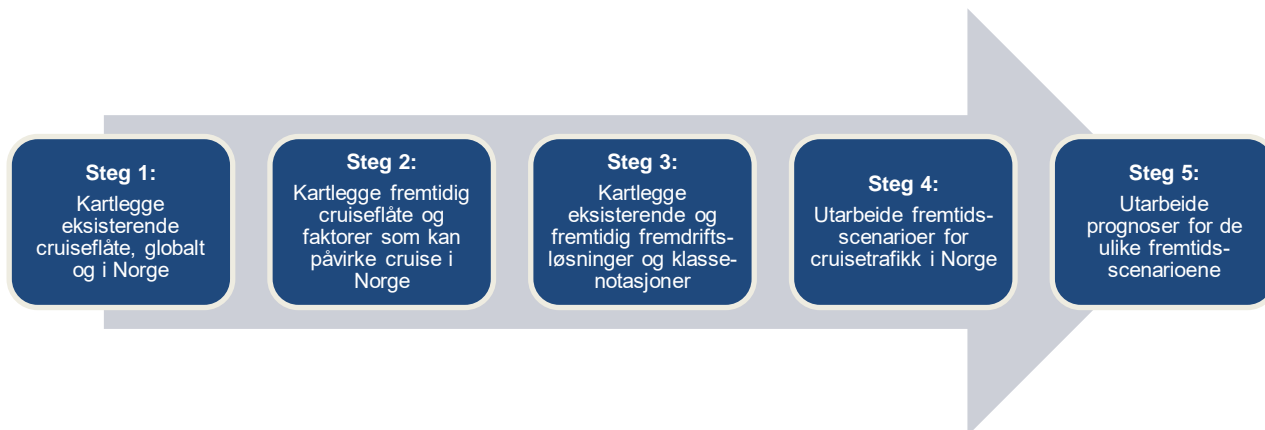 Steg 1:
Kartlegge
eksisterende
cruiseflåte, globalt
og i Norge
Steg 2:
Kartlegge fremtidig
cruiseflåte og
faktorer som kan
påvirke cruise i
Norge
Steg 3:
Kartlegge
eksisterende og
fremtidig fremdrifts-
løsninger og klasse-
notasjoner
Steg 4:
Utarbeide fremtids-
scenarioer for
cruisetrafikk i Norge
Steg 5:
Utarbeide
prognoser for de
ulike fremtids-
scenarioene